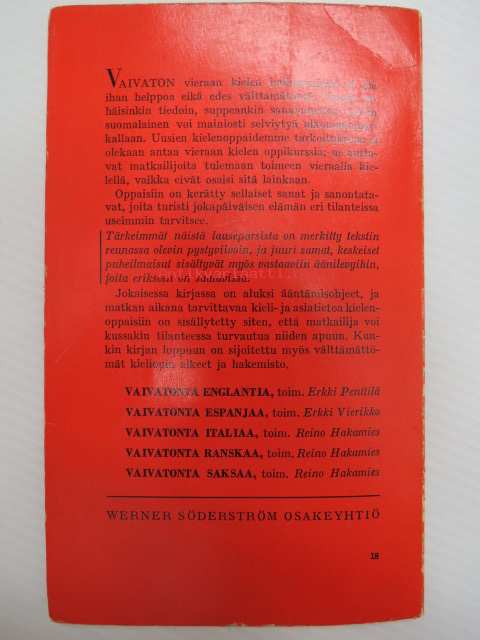 VAIVATON vieraan kielen
ihan helppoa eikä edes välttämätöntä.
häisinkin tiedoin, suppeankin
suomalainen voi mainiosti selviytyä
kallaan. Uusien kielenoppaidemme
olekaan antaa vieraan kielen oppikurssia;
vat matkailijoita tulemaan toimeen vieraalla kie-
lellä, vaikka eivät osaisi sitä lainkaan.
Oppaisiin on kerätty sellaiset sanat ja sanontata-
vat, joita turisti jokapäiväisen elämän eri tilanteissa
useimmin tarvitsee.
Tärkeimmät näistä lauseparsista on merkitty tekstin
reunassa olevin pystyviivoin, ja juuri samat, keskeiset
puheilmaisut sisältyvät myös vastaaviin äänilevyihin,
joita erikseen on saatavissa.
Jokaisessa kirjassa on aluksi ääntämisohjeet, ja
matkan aikana tarvittavaa kieli- ja asiatietoa kielen-
oppaisiin on sisällytetty siten, että matkailija voi
kussakin tilanteessa turvautua niiden apuun. Kun-
kin kirjan loppuun on sijoitettu myös välttämättö-
mät kieliopin alkeet ja hakemisto.
VAIVATONTA ENGLANTIA, toim. Erkki Penttilä
VAIVATONTA ESPANJAA, toim. Erkki Vierikko
VAIVATONTA ITALIAA, toim. Reino Hakamies
VAIVATONTA RANSKAA, toim. Reino Hakamies
VAIVATONTA SAKSAA, toim. Reino Hakamies
WERNER SÖDERSTRÖM OSAKEYHTIÖ
18